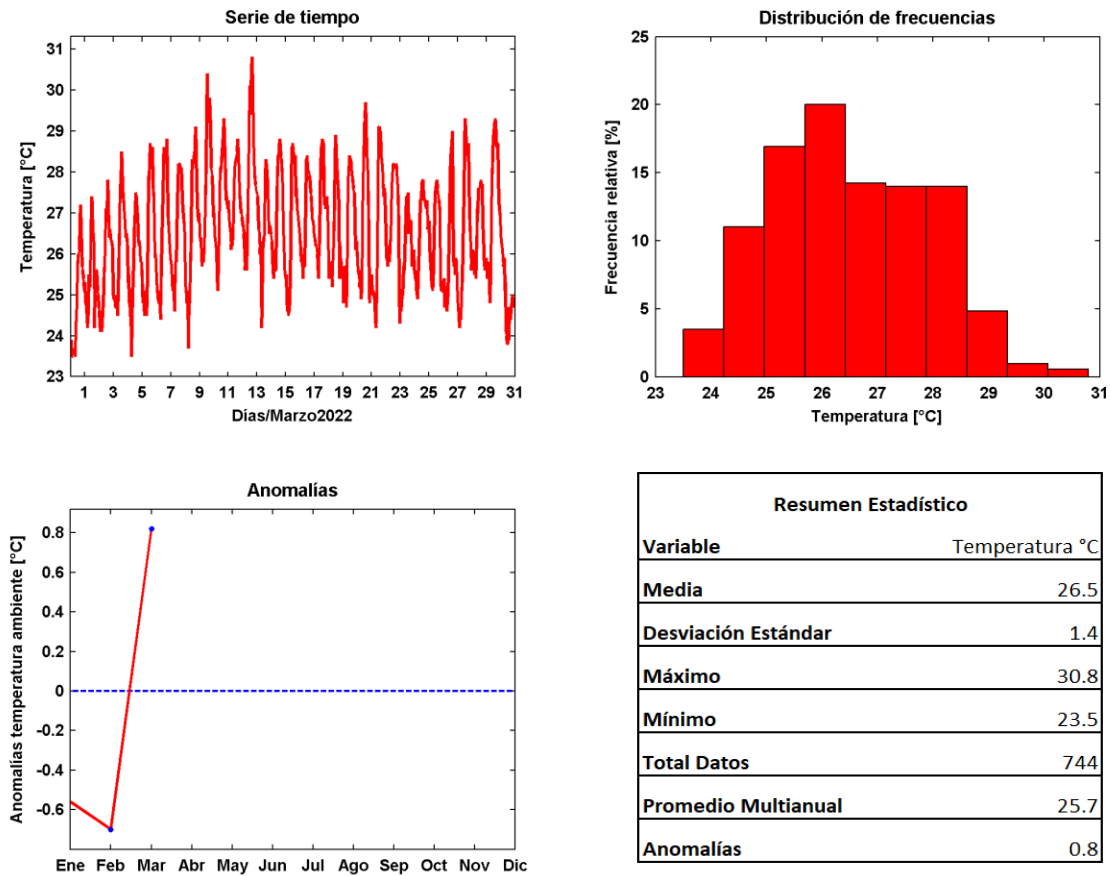 Serie de tiempo
Temperatura [°C]
31
30
29
28
27
26
25
24
23
1 3 5 7 9 11 13 15 17 19 21 23 25 27 29 31
Días/Marzo2022
Distribución de frecuencias
Frecuencia relativa [%]
25
20
15
10
5
0
23 24 25 26 27 28 29 30 31
Temperatura [°C]
Anomalías
Anomalías temperatura ambiente [°C]
0.8
0.6
0.4
0.2
0
-0.2
-0.4
-0.6
Ene Feb Mar Abr May Jun Jul Ago Sep Oct Nov Dic
Resumen Estadístico
Variable Temperatura °C
Media 26.5
Desviación Estándar 1.4
Máximo 30.8
Mínimo 23.5
Total Datos 744
Promedio Multianual 25.7
Anomalías 0.8